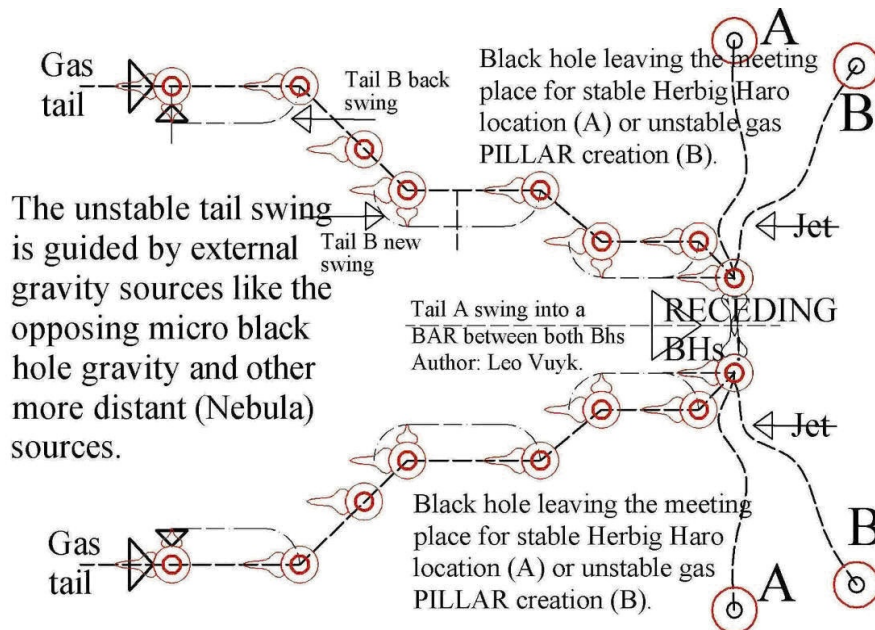 A
Gas
tail
Tail B back
swing
Black hole leaving the meeting
place for stable Herbig Haro
location (A) or unstable gas
PILLAR creation (B).
B
The unstable tail swing
is guided by external
gravity sources like the
opposing micro black
hole gravity and other
more distant (Nebula)
sources.
Tail B new
swing
Jet
Tail A swing into a
BAR between both Bhs
Author: Leo Vuyk.
RECEDING
BHs
Jet
Black hole leaving the meeting
place for stable Herbig Haro
location (A) or unstable gas
PILLAR creation (B).
Gas
tail
B
A